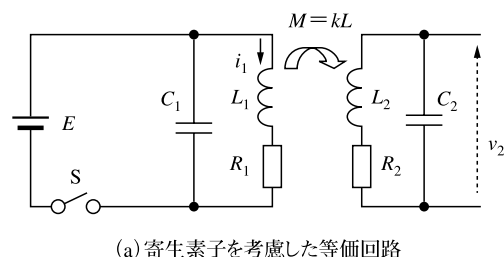 M=kL
i₁
C₁
L₁
L₂
C₂
E
v₂
S
R₁
R₂
(a) 寄生素子を考慮した等価回路